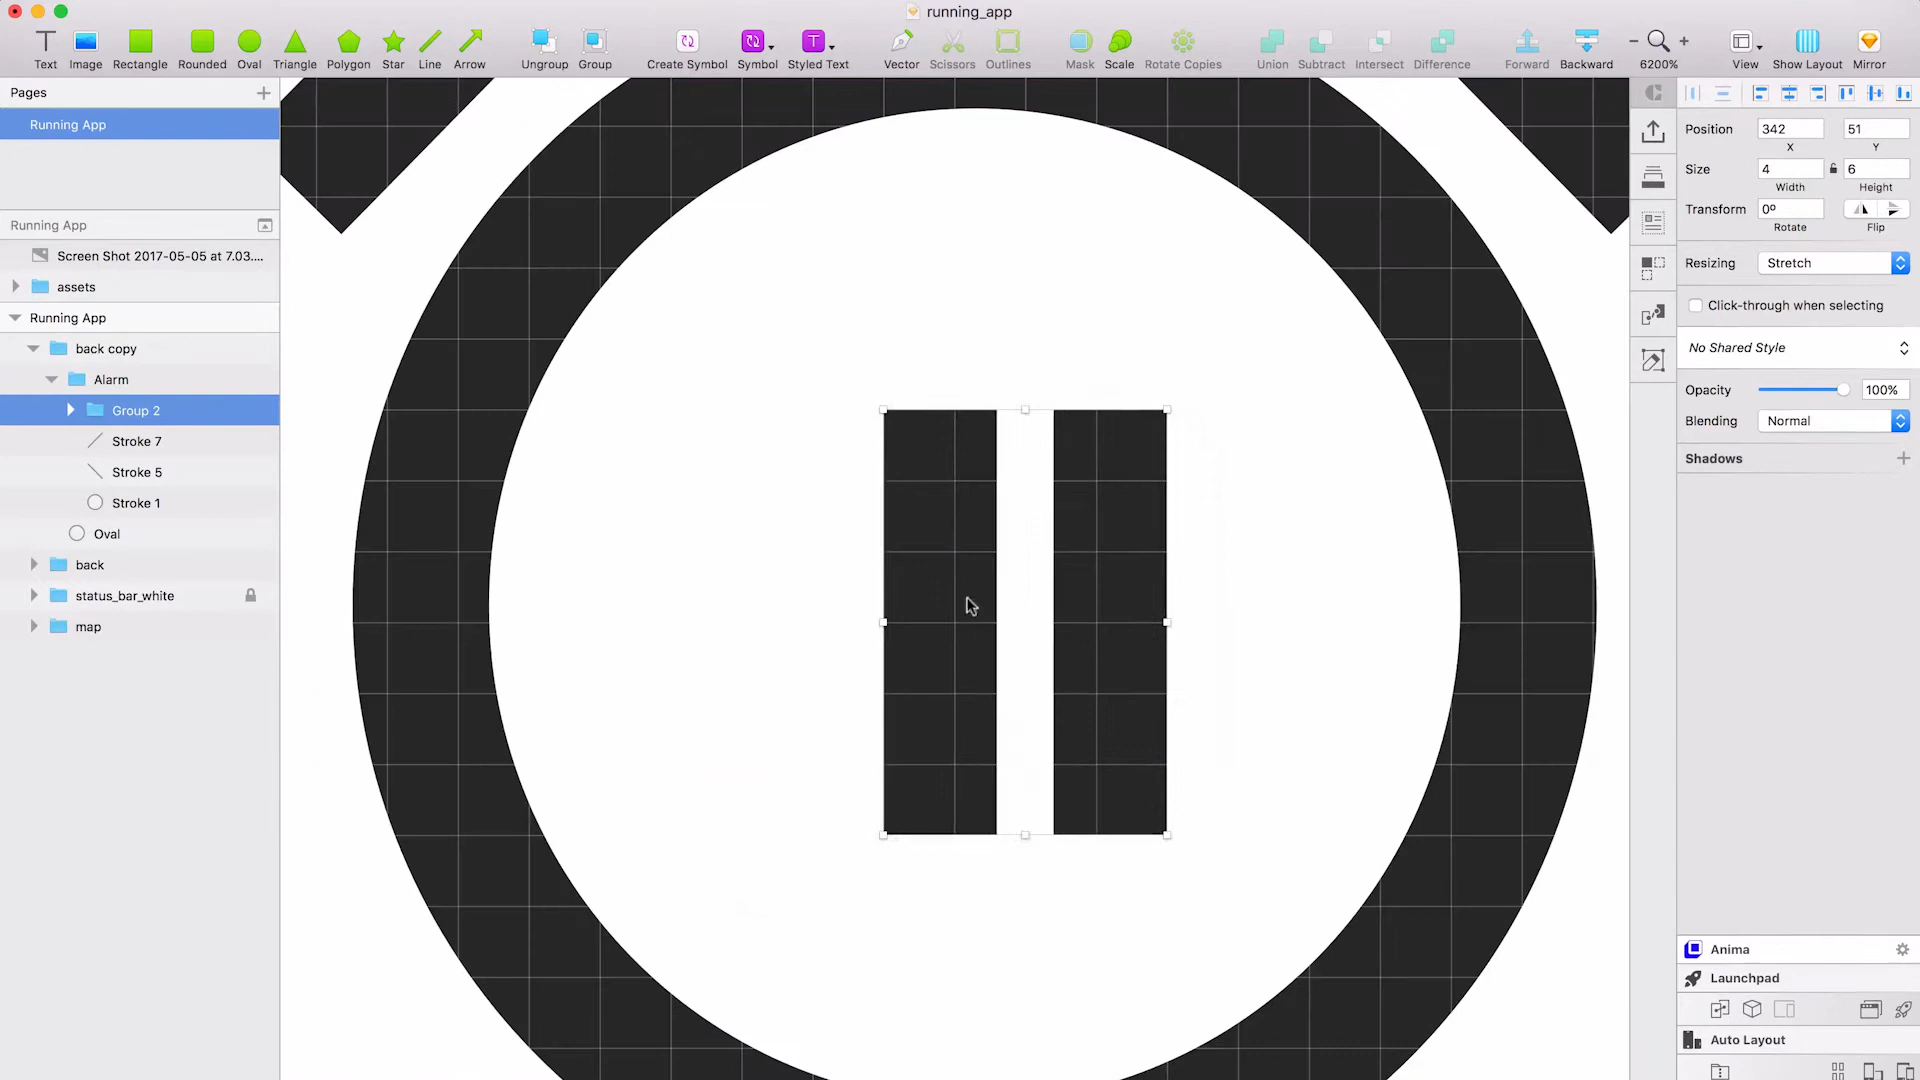 running_app
Text Image Rectangle Rounded Oval Triangle Polygon Star Line Arrow Ungroup Group Create Symbol Symbol Styled Text Vector Scissors Outlines Mask Scale Rotate Copies Union Subtract Intersect Difference Forward Backward 6200% View Show Layout Mirror
Pages
Running App
Running App
Screen Shot 2017-05-05 at 7.03....
assets
Running App
back copy
Alarm
Group 2
Stroke 7
Stroke 5
Stroke 1
Oval
back
status_bar_white
map
Position 342 51
X Y
Size 4 6
Width Height
Transform 0º
Rotate Flip
Resizing Stretch
Click-through when selecting
No Shared Style
Opacity 100%
Blending Normal
Shadows
Anima
Launchpad
Auto Layout